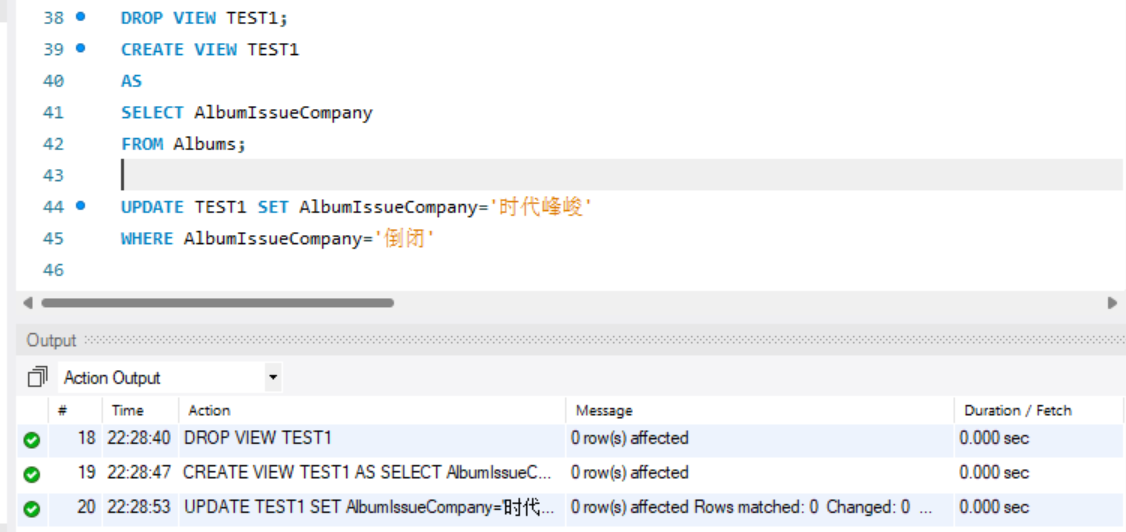 38 DROP VIEW TEST1;
39 CREATE VIEW TEST1
40 AS
41 SELECT AlbumIssueCompany
42 FROM Albums;
43
44 UPDATE TEST1 SET AlbumIssueCompany='时代峰峻'
45 WHERE AlbumIssueCompany='倒闭'
46
Output
Action Output
# Time Action Message Duration / Fetch
18 22:28:40 DROP VIEW TEST1 0 row(s) affected 0.000 sec
19 22:28:47 CREATE VIEW TEST1 AS SELECT AlbumIssueC... 0 row(s) affected 0.000 sec
20 22:28:53 UPDATE TEST1 SET AlbumIssueCompany='时代... 0 row(s) affected Rows matched: 0 Changed: 0 ... 0.000 sec